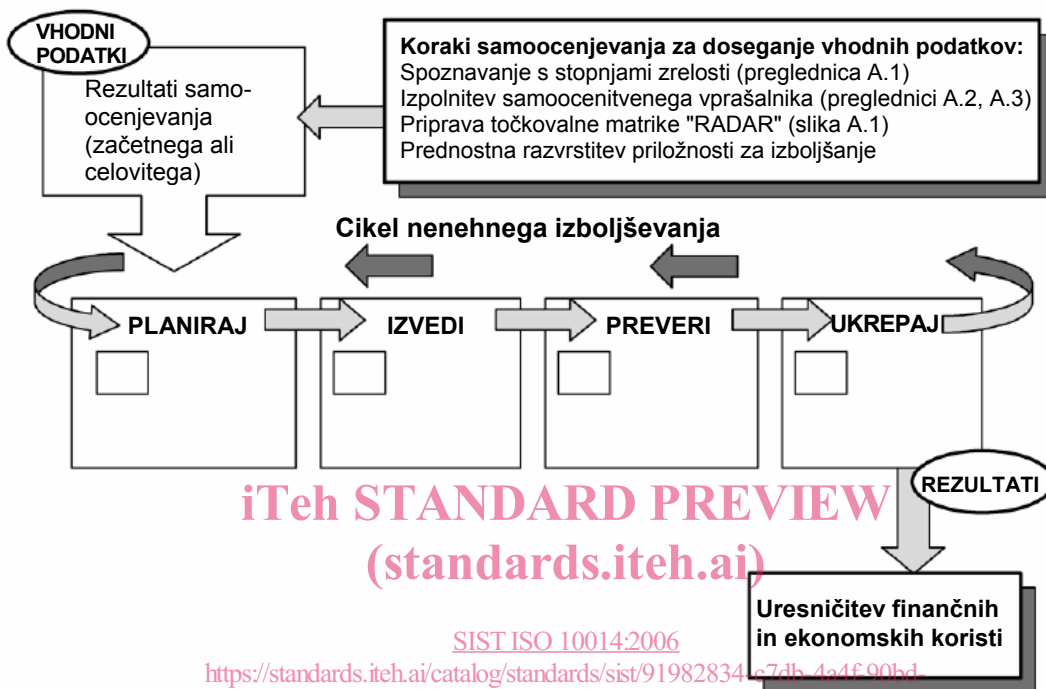 VHODNI
PODATKI
Rezultati samo-
ocenjevanja
(začetnega ali
celovitega)
Koraki samoocenjevanja za doseganje vhodnih podatkov:
Spoznavanje s stopnjami zrelosti (preglednica A.1)
Izpolnitev samoocenitvenega vprašalnika (preglednici A.2, A.3)
Priprava točkovalne matrike "RADAR" (slika A.1)
Prednostna razvrstitev priložnosti za izboljšanje
Cikel nenehnega izboljševanja
PLANIRAJ
IZVEDI
PREVERI
UKREPAJ
REZULTATI
iTeh STANDARD PREVIEW
(standards.iteh.ai)
Uresničitev finančnih
in ekonomskih koristi
SIST ISO 10014:2006
https://standards.iteh.ai/catalog/standards/sist/91982834-c7db-4a4f-90bd-